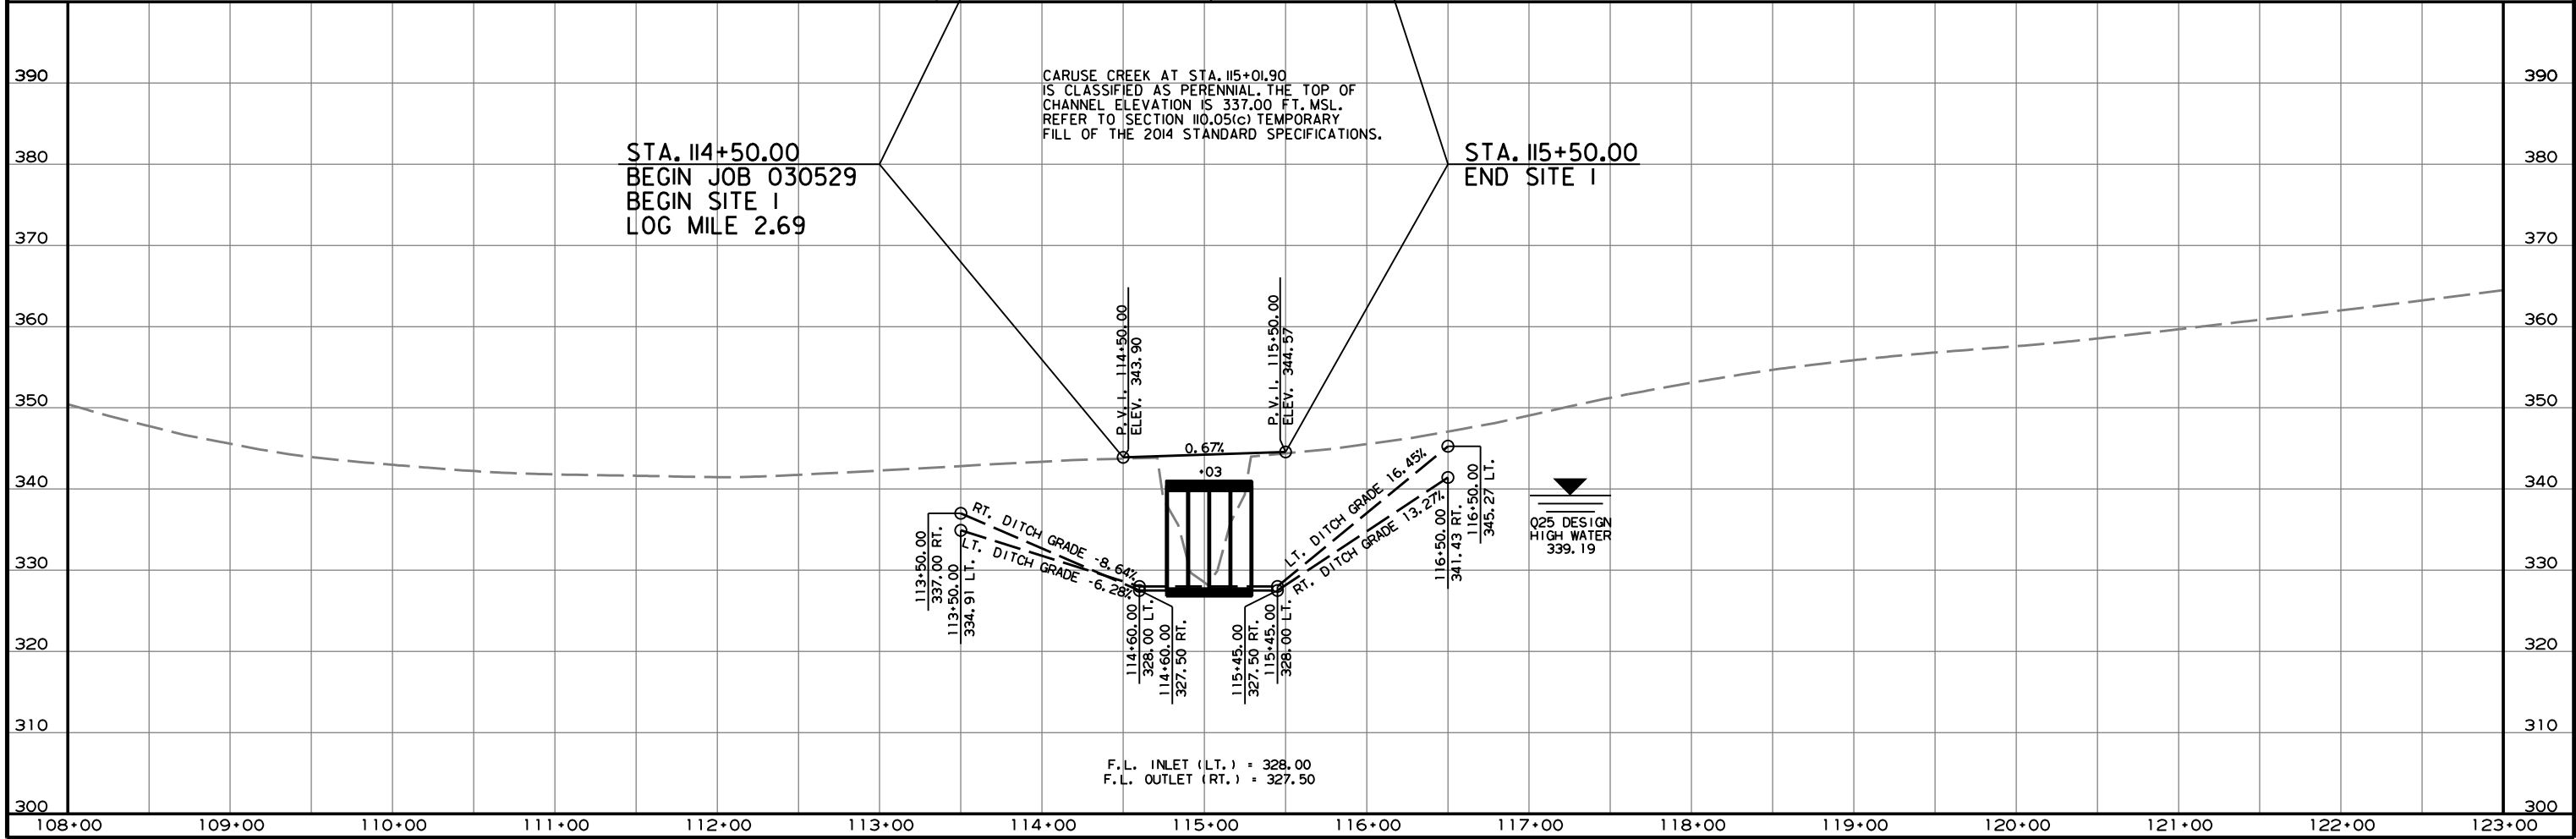 CARUSE CREEK AT STA. 115+01.90
IS CLASSIFIED AS PERENNIAL. THE TOP OF
CHANNEL ELEVATION IS 337.00 FT. MSL.
REFER TO SECTION 110.05(c) TEMPORARY
FILL OF THE 2014 STANDARD SPECIFICATIONS.
STA. 114+50.00
BEGIN JOB 030529
BEGIN SITE 1
LOG MILE 2.69
STA. 115+50.00
END SITE 1
390
380
370
360
350
340
330
320
310
300
390
380
370
360
350
340
330
320
310
300
P.V.I. 114+50.00
ELEV. 343.90
P.V.I. 115+50.00
ELEV. 344.57
0.67%
+03
RT. DITCH GRADE -8.64%
LT. DITCH GRADE -6.28%
LT. DITCH GRADE 16.45%
RT. DITCH GRADE 13.27%
113+50.00
337.00 RT.
113+50.00
334.91 LT.
114+60.00
328.00 LT.
114+60.00
327.50 RT.
115+45.00
327.50 RT.
115+45.00
328.00 LT.
116+50.00
341.43 RT.
116+50.00
345.27 LT.
Q25 DESIGN
HIGH WATER
339.19
F.L. INLET (LT.) = 328.00
F.L. OUTLET (RT.) = 327.50
108+00 109+00 110+00 111+00 112+00 113+00 114+00 115+00 116+00 117+00 118+00 119+00 120+00 121+00 122+00 123+00